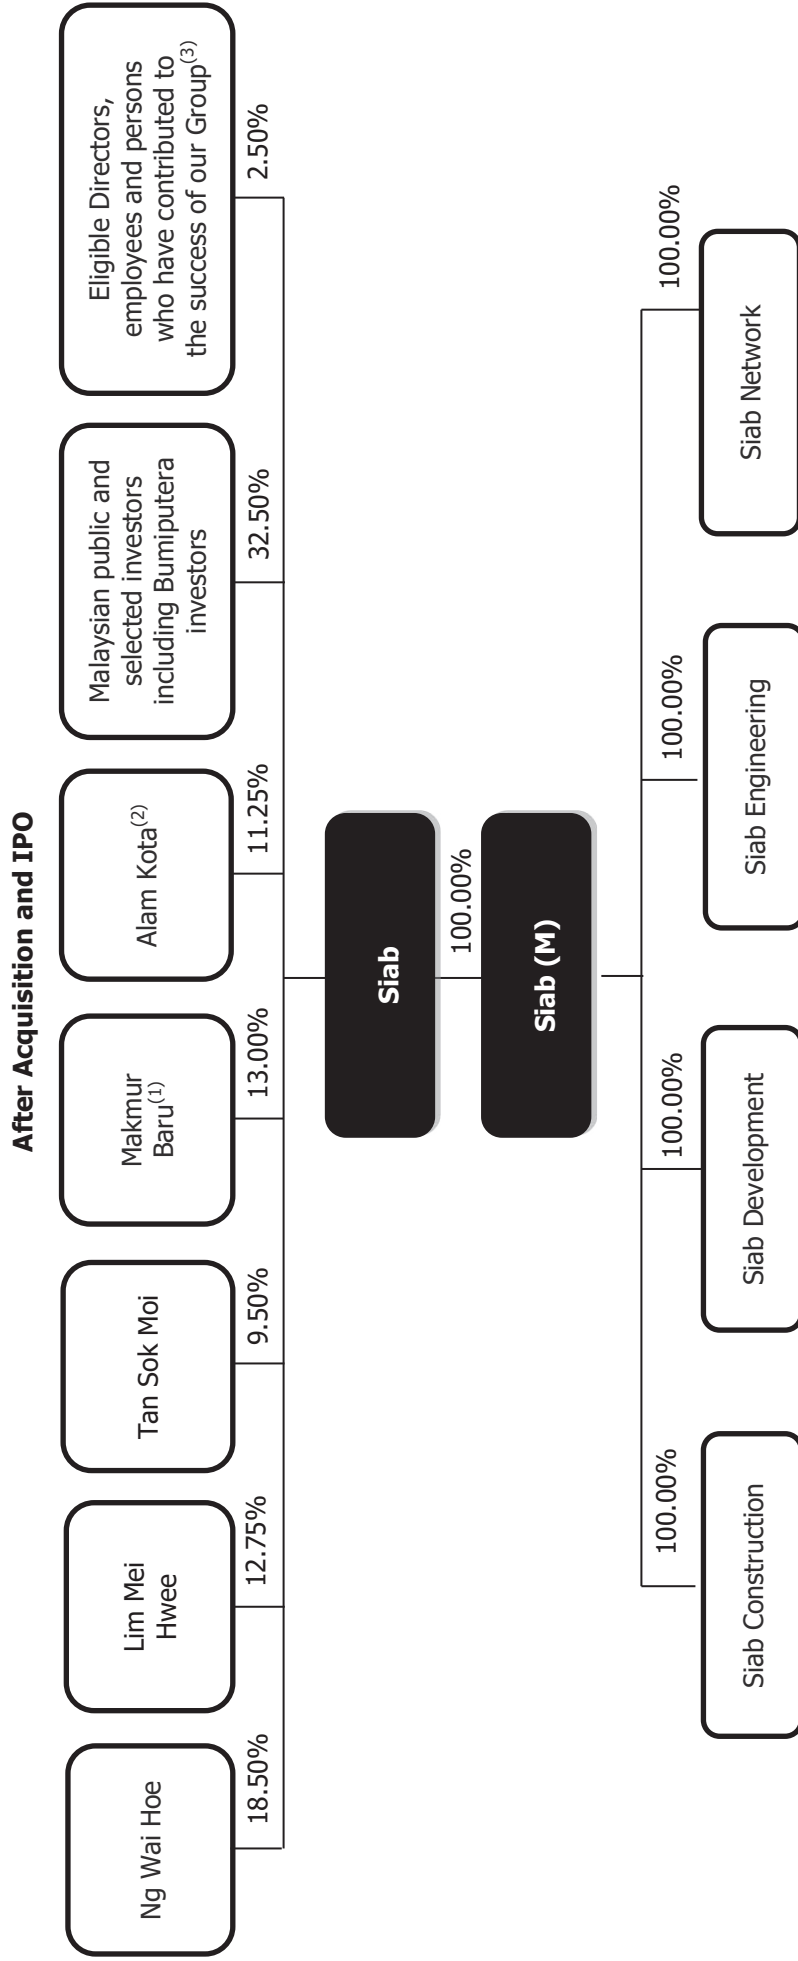 After Acquisition and IPO
Ng Wai Hoe
Lim Mei
Hwee
Tan Sok Moi
Makmur
Baru(1)
Alam Kota(2)
Malaysian public and
selected investors
including Bumiputera
investors
Eligible Directors,
employees and persons
who have contributed to
the success of our Group(3)
18.50%
12.75%
9.50%
13.00%
11.25%
32.50%
2.50%
Siab
100.00%
Siab (M)
100.00%
100.00%
100.00%
100.00%
Siab Construction
Siab Development
Siab Engineering
Siab Network